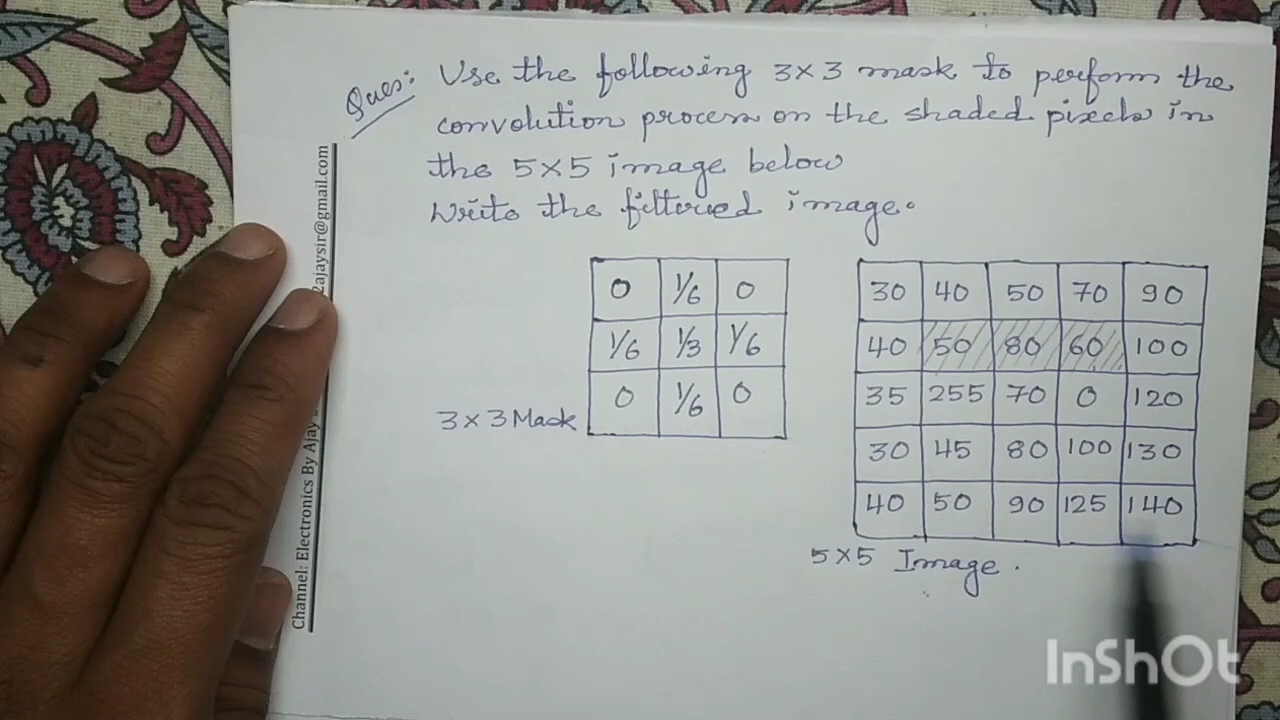 Ques: Use the following 3×3 mask to perform the
convolution process on the shaded pixels in
the 5×5 image below
Write the filtered image.
0 1/6 0
1/6 1/3 1/6
0 1/6 0
3×3 Mask
30 40 50 70 90
40 50 80 60 100
35 255 70 0 120
30 45 80 100 130
40 50 90 125 140
5×5 Image.
Channel: Electronics By Ajay
ajaysir@gmail.com
InShOt